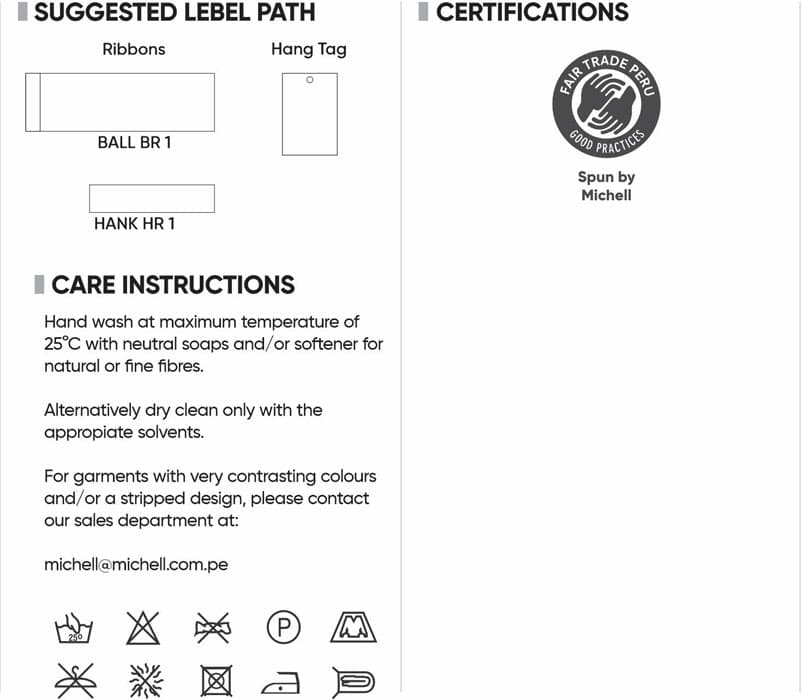 SUGGESTED LEBEL PATH
Ribbons
Hang Tag
BALL BR 1
HANK HR 1
CARE INSTRUCTIONS
Hand wash at maximum temperature of
25°C with neutral soaps and/or softener for
natural or fine fibres.
Alternatively dry clean only with the
appropiate solvents.
For garments with very contrasting colours
and/or a stripped design, please contact
our sales department at:
michell@michell.com.pe
25°
P
CERTIFICATIONS
FAIR TRADE PERU
GOOD PRACTICES
Spun by
Michell